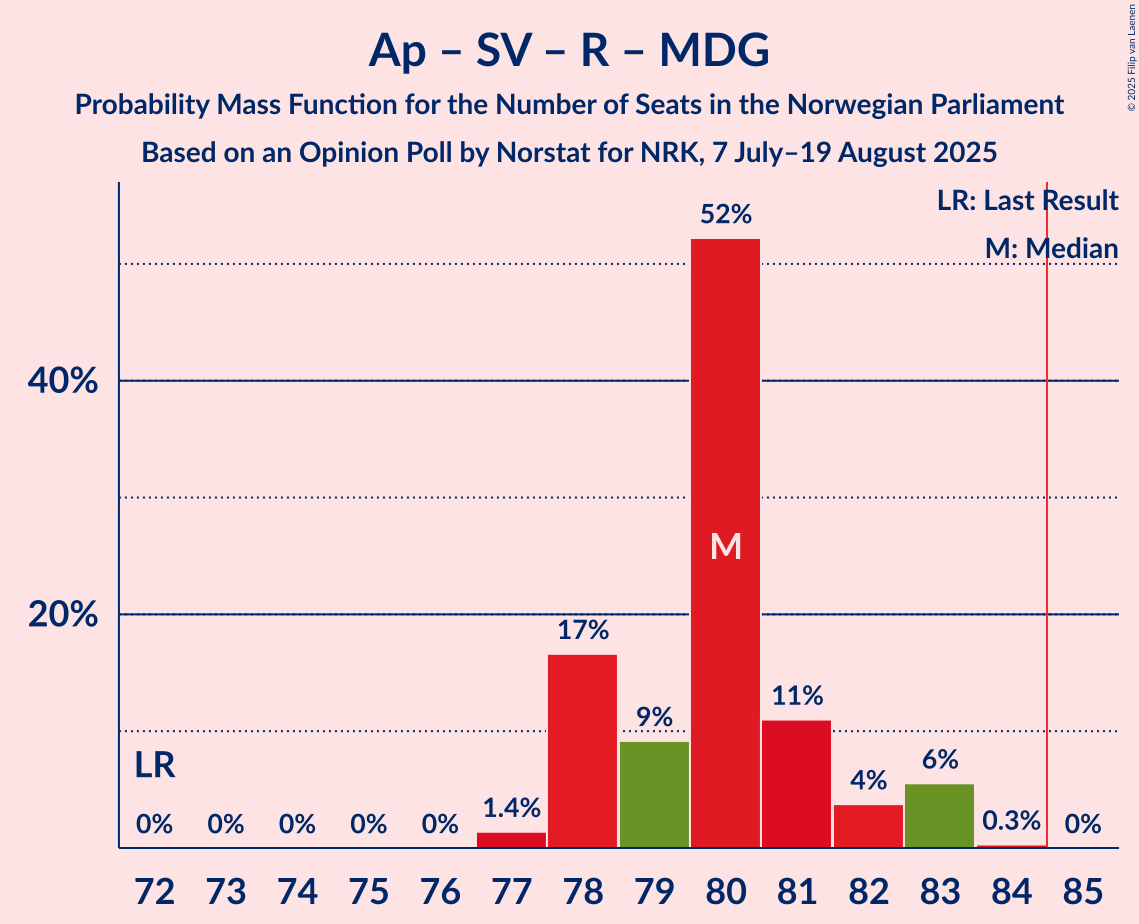 Ap – SV – R – MDG
Probability Mass Function for the Number of Seats in the Norwegian Parliament
Based on an Opinion Poll by Norstat for NRK, 7 July–19 August 2025
© 2025 Filip van Laenen
LR: Last Result
M: Median
52%
40%
M
20%
17%
11%
9%
LR
6%
4%
1.4%
0% 0% 0% 0% 0% 0.3% 0%
72 73 74 75 76 77 78 79 80 81 82 83 84 85